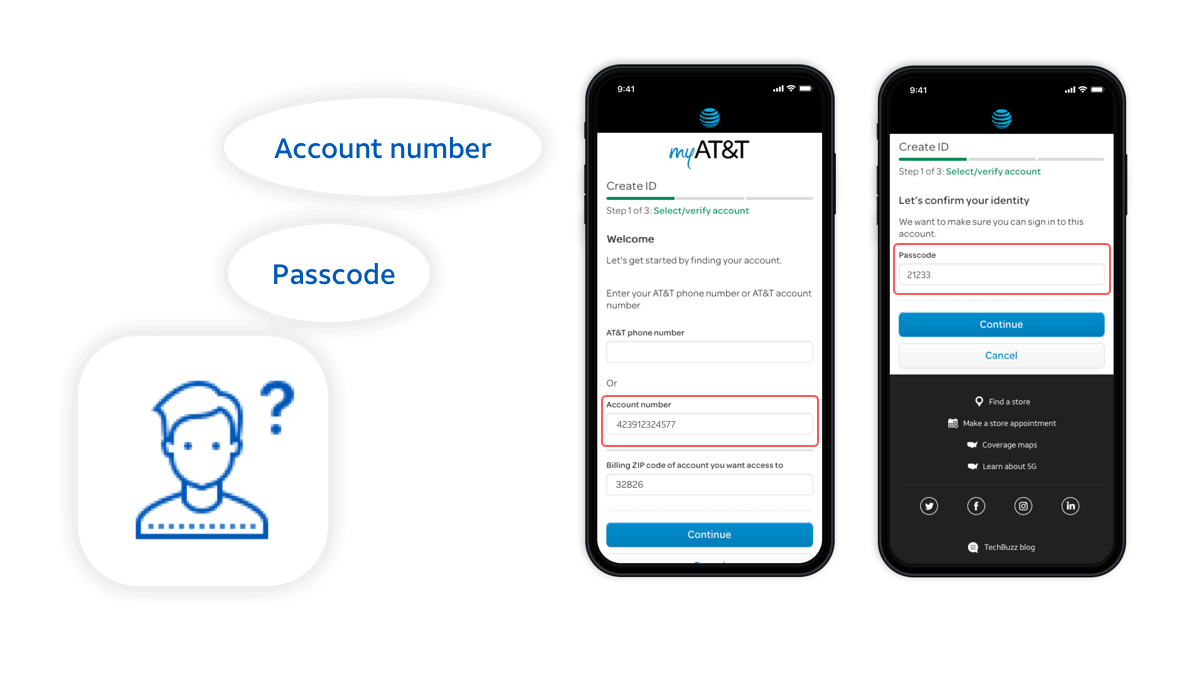 Account number
Passcode
?
9:41
myAT&T
Create ID
Step 1 of 3: Select/verify account
Welcome
Let's get started by finding your account.
Enter your AT&T phone number or AT&T account
number
AT&T phone number
Or
Account number
423912324577
Billing ZIP code of account you want access to
32826
Continue
9:41
Create ID
Step 1 of 3: Select/verify account
Let's confirm your identity
We want to make sure you can sign in to this
account.
Passcode
21233
Continue
Cancel
Find a store
Make a store appointment
Coverage maps
Learn about 5G
TechBuzz blog